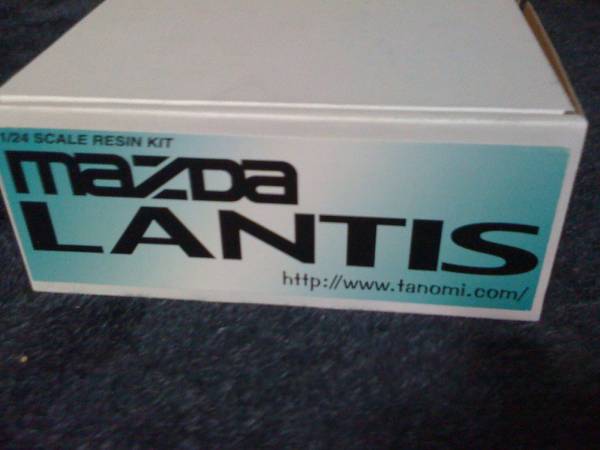 1/24 SCALE RESIN KIT
mazda
LANTIS
http://www.tanomi.com/